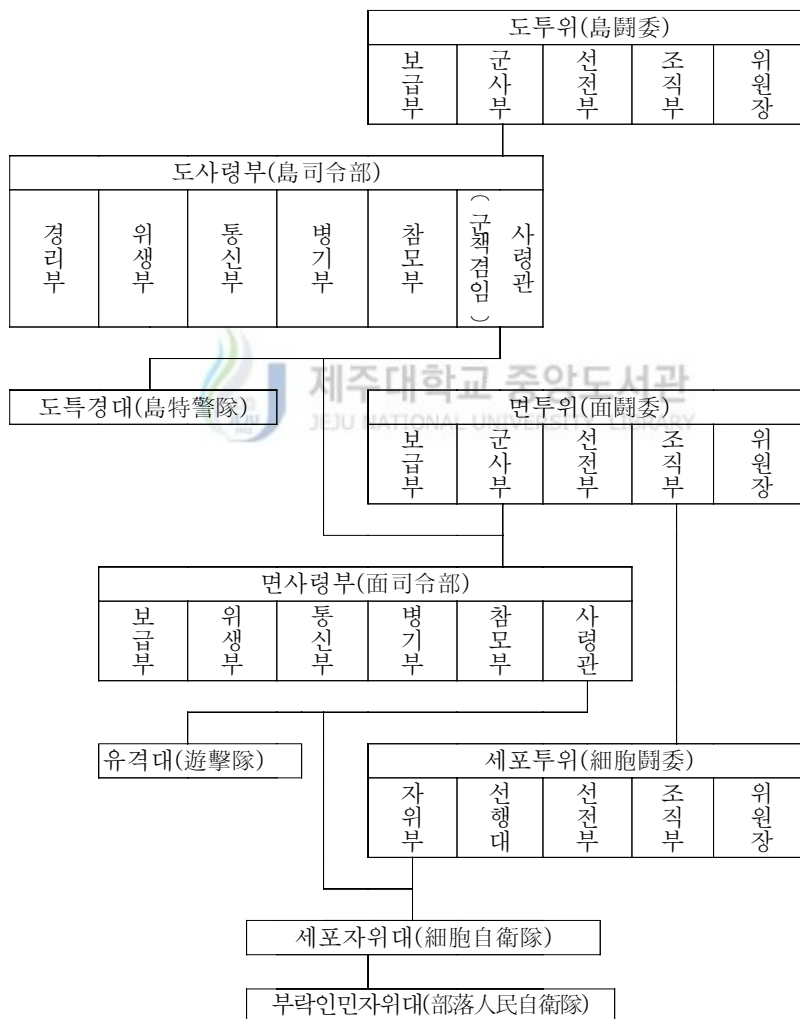 도투위(島鬪委)
보급부 군사부 선전부 조직부 위원장
도사령부(島司令部)
경리부 위생부 통신부 병기부 참모부 사령관 (군책겸임)
제주대학교 중앙도서관
JEJU NATIONAL UNIVERSITY LIBRARY
도특경대(島特警隊)
면투위(面鬪委)
보급부 군사부 선전부 조직부 위원장
면사령부(面司令部)
보급부 위생부 통신부 병기부 참모부 사령관
유격대(遊擊隊)
세포투위(細胞鬪委)
자위부 선행대 선전부 조직부 위원장
세포자위대(細胞自衛隊)
부락인민자위대(部落人民自衛隊)